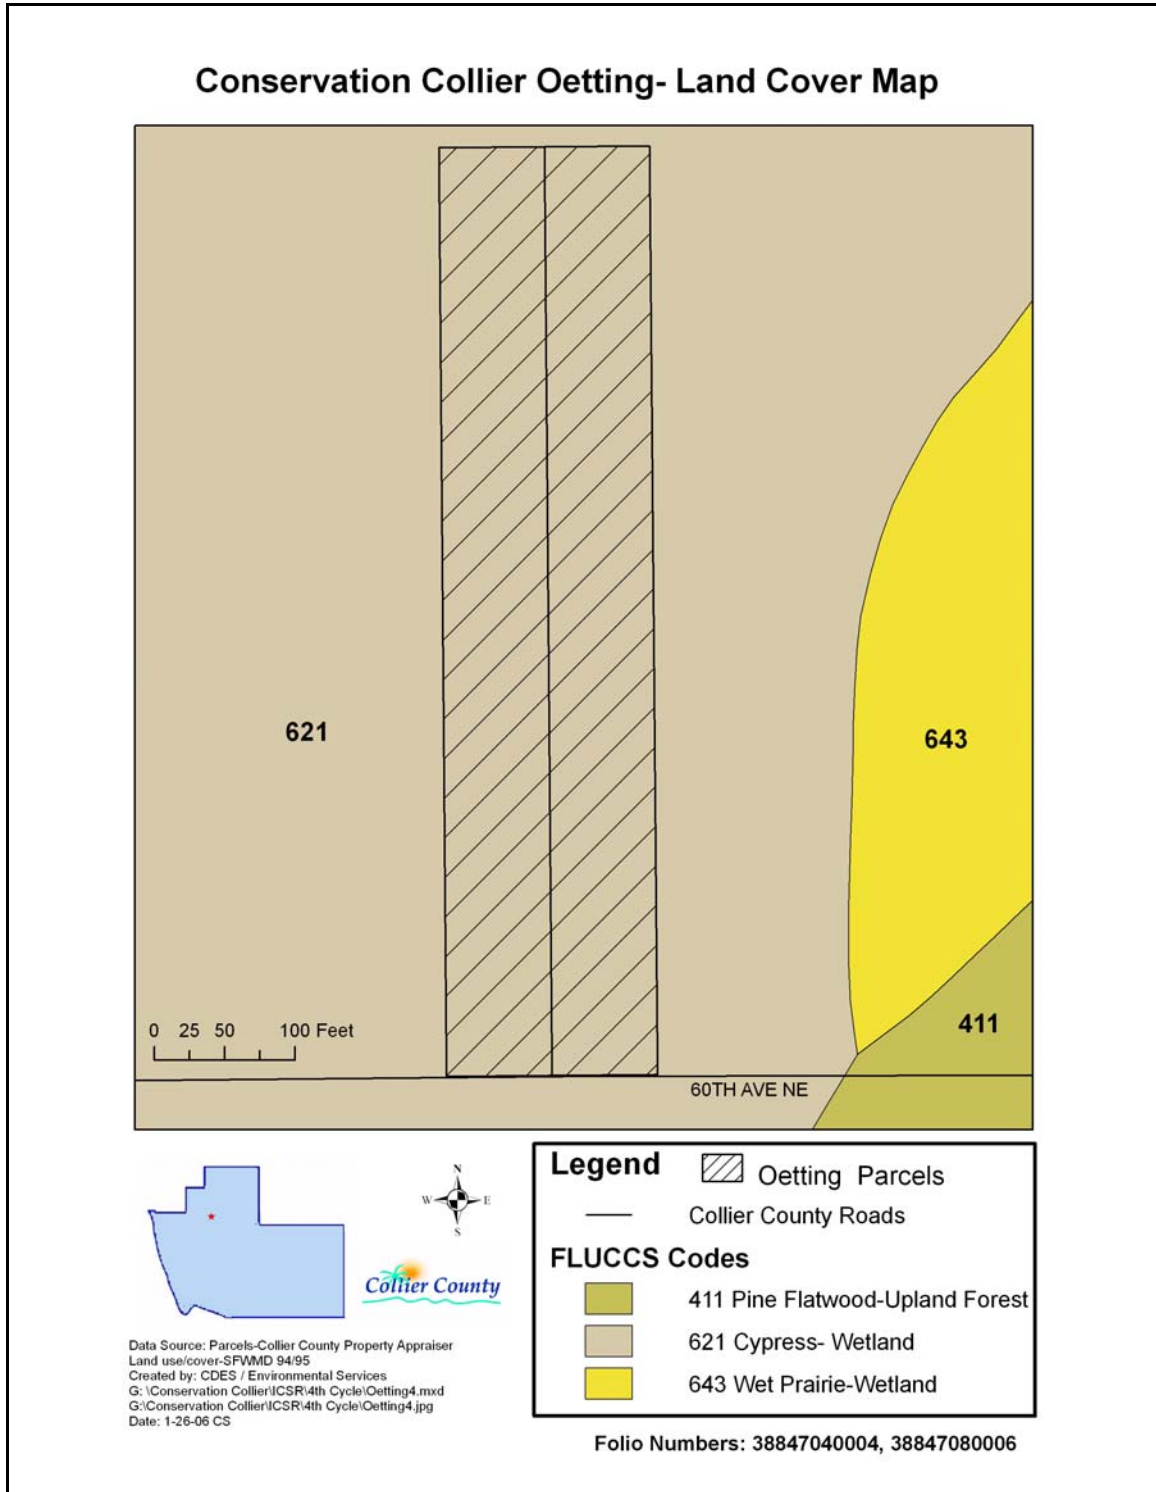 Conservation Collier Oetting- Land Cover Map
621
643
411
0 25 50 100 Feet
60TH AVE NE
N
W E
S
Collier County
Data Source: Parcels-Collier County Property Appraiser
Land use/cover-SFWMD 94/95
Created by: CDES / Environmental Services
G: \Conservation Collier\ICSR\4th Cycle\Oetting4.mxd
G:\Conservation Collier\ICSR\4th Cycle\Oetting4.jpg
Date: 1-26-06 CS
Legend
Oetting Parcels
Collier County Roads
FLUCCS Codes
411 Pine Flatwood-Upland Forest
621 Cypress- Wetland
643 Wet Prairie-Wetland
Folio Numbers: 38847040004, 38847080006